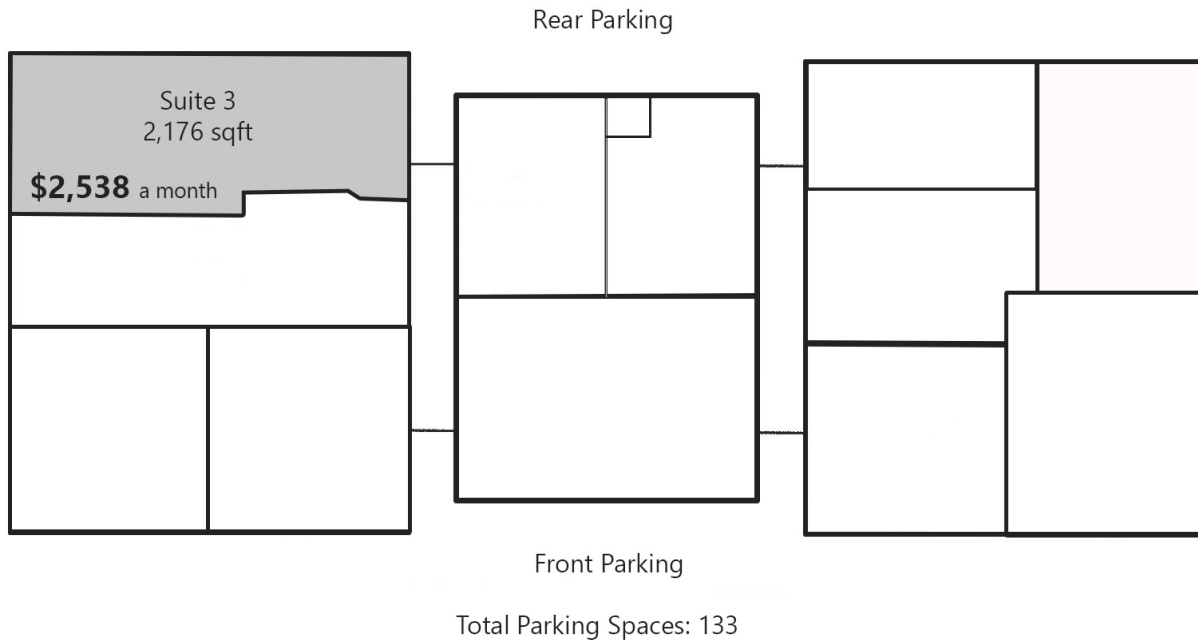 Rear Parking
Suite 3
2,176 sqft
$2,538 a month
Front Parking
Total Parking Spaces: 133